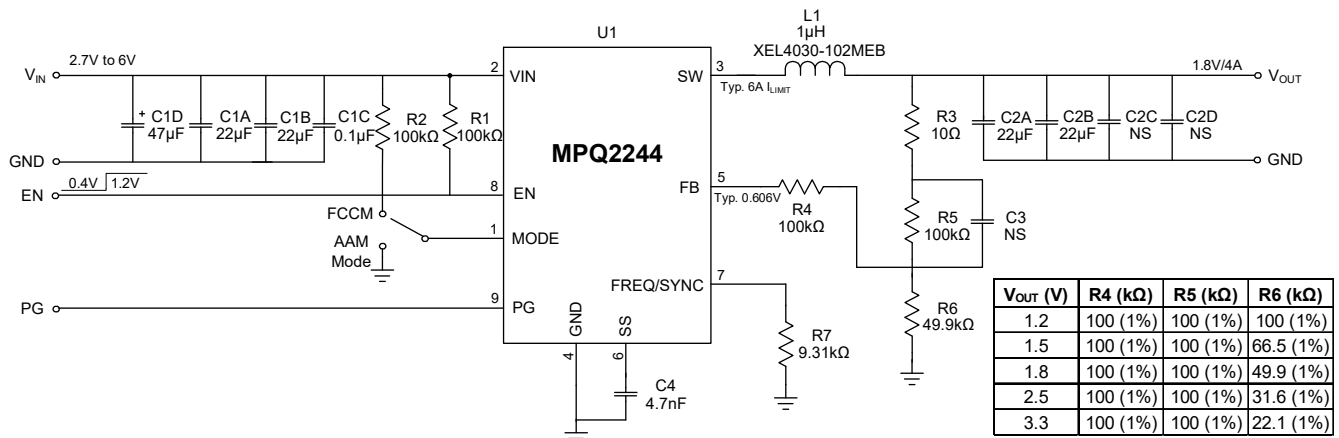 L1
1µH
XEL4030-102MEB
U1
2.7V to 6V
VIN
2
VIN
SW
3
Typ. 6A ILIMIT
1.8V/4A
VOUT
+
C1D
47µF
C1A
22µF
C1B
22µF
C1C
0.1µF
R2
100kΩ
R1
100kΩ
R3
10Ω
C2A
22µF
C2B
22µF
C2C
NS
C2D
NS
GND
GND
MPQ2244
0.4V
1.2V
EN
8
EN
FB
5
Typ. 0.606V
R4
100kΩ
R5
100kΩ
C3
NS
FCCM
AAM
Mode
1
MODE
FREQ/SYNC
7
R6
49.9kΩ
PG
9
PG
GND
SS
4
6
R7
9.31kΩ
C4
4.7nF
VOUT (V) R4 (kΩ) R5 (kΩ) R6 (kΩ)
1.2 100 (1%) 100 (1%) 100 (1%)
1.5 100 (1%) 100 (1%) 66.5 (1%)
1.8 100 (1%) 100 (1%) 49.9 (1%)
2.5 100 (1%) 100 (1%) 31.6 (1%)
3.3 100 (1%) 100 (1%) 22.1 (1%)